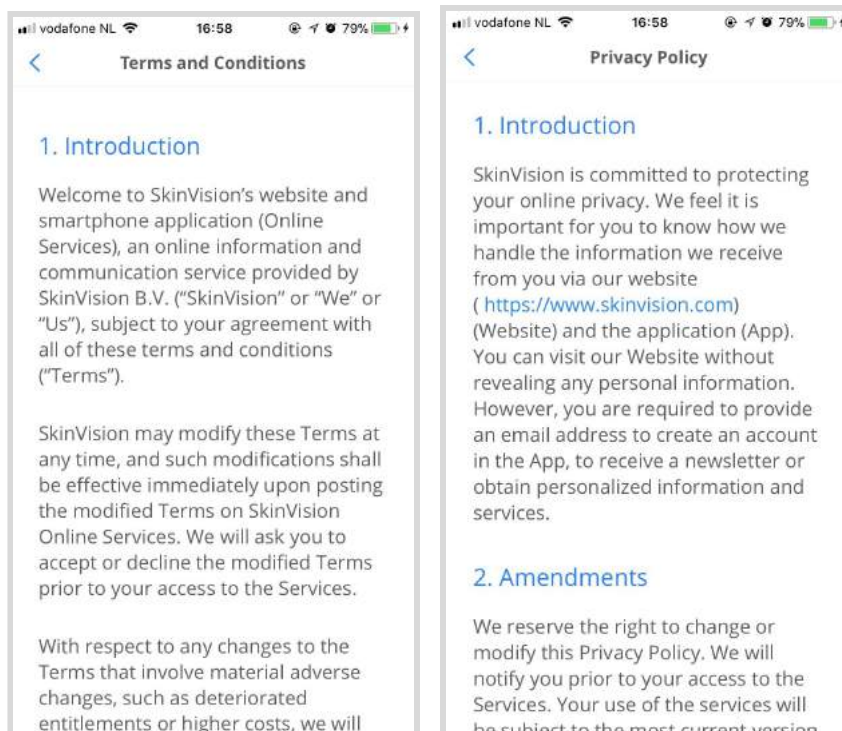 vodafone NL 16:58 79%
Terms and Conditions
1. Introduction
Welcome to SkinVision's website and
smartphone application (Online
Services), an online information and
communication service provided by
SkinVision B.V. (“SkinVision” or “We” or
“Us”), subject to your agreement with
all of these terms and conditions
(“Terms”).
SkinVision may modify these Terms at
any time, and such modifications shall
be effective immediately upon posting
the modified Terms on SkinVision
Online Services. We will ask you to
accept or decline the modified Terms
prior to your access to the Services.
With respect to any changes to the
Terms that involve material adverse
changes, such as deteriorated
entitlements or higher costs, we will
vodafone NL 16:58 79%
Privacy Policy
1. Introduction
SkinVision is committed to protecting
your online privacy. We feel it is
important for you to know how we
handle the information we receive
from you via our website
( https://www.skinvision.com)
(Website) and the application (App).
You can visit our Website without
revealing any personal information.
However, you are required to provide
an email address to create an account
in the App, to receive a newsletter or
obtain personalized information and
services.
2. Amendments
We reserve the right to change or
modify this Privacy Policy. We will
notify you prior to your access to the
Services. Your use of the services will
be subject to the most current version